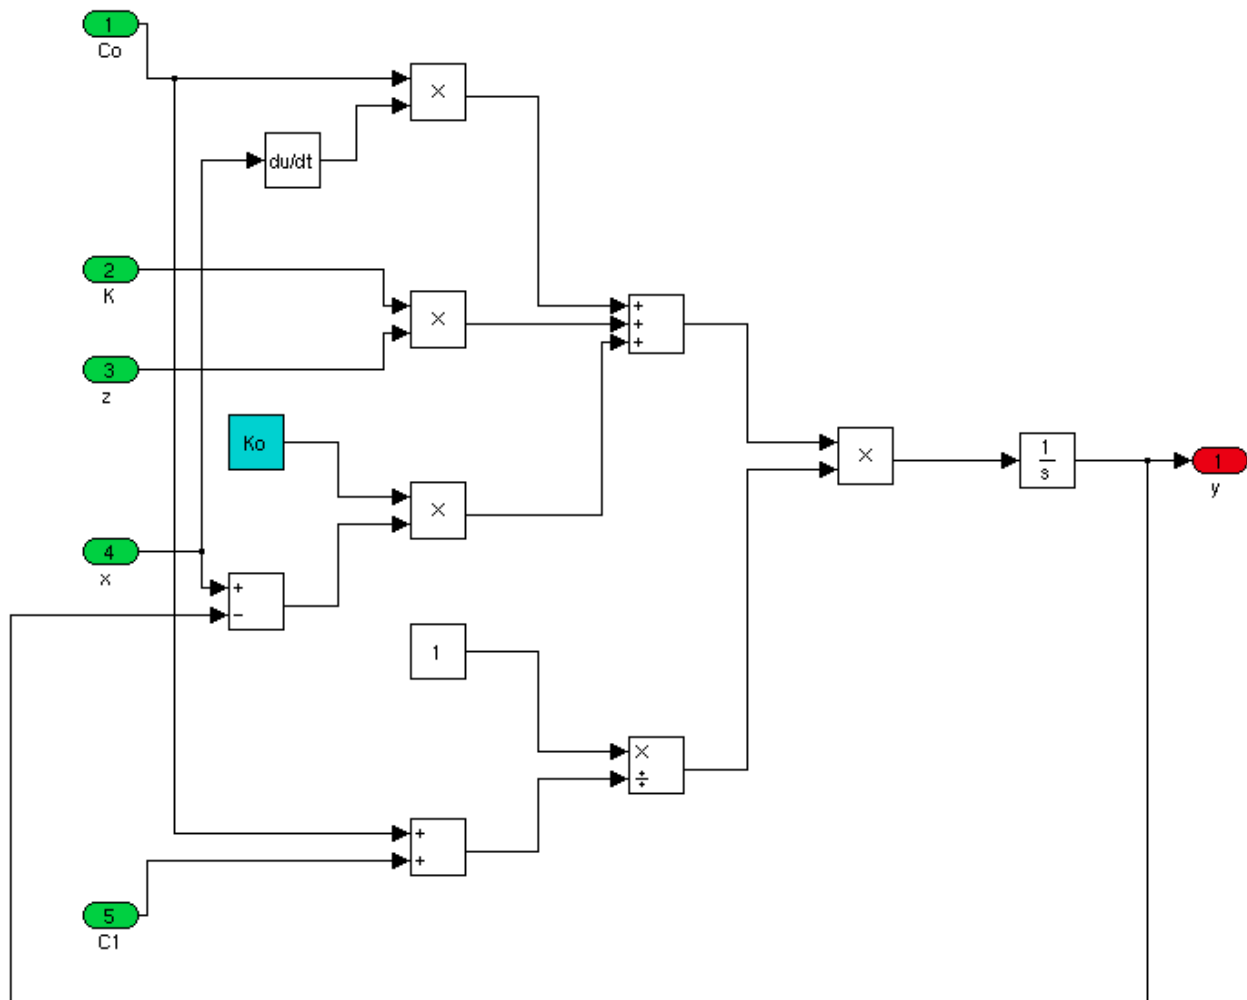 1
Co
×
du/dt
2
K
×
+
+
+
3
z
Ko
×
×
1
s
1
y
4
x
+
−
1
×
÷
+
+
5
C1